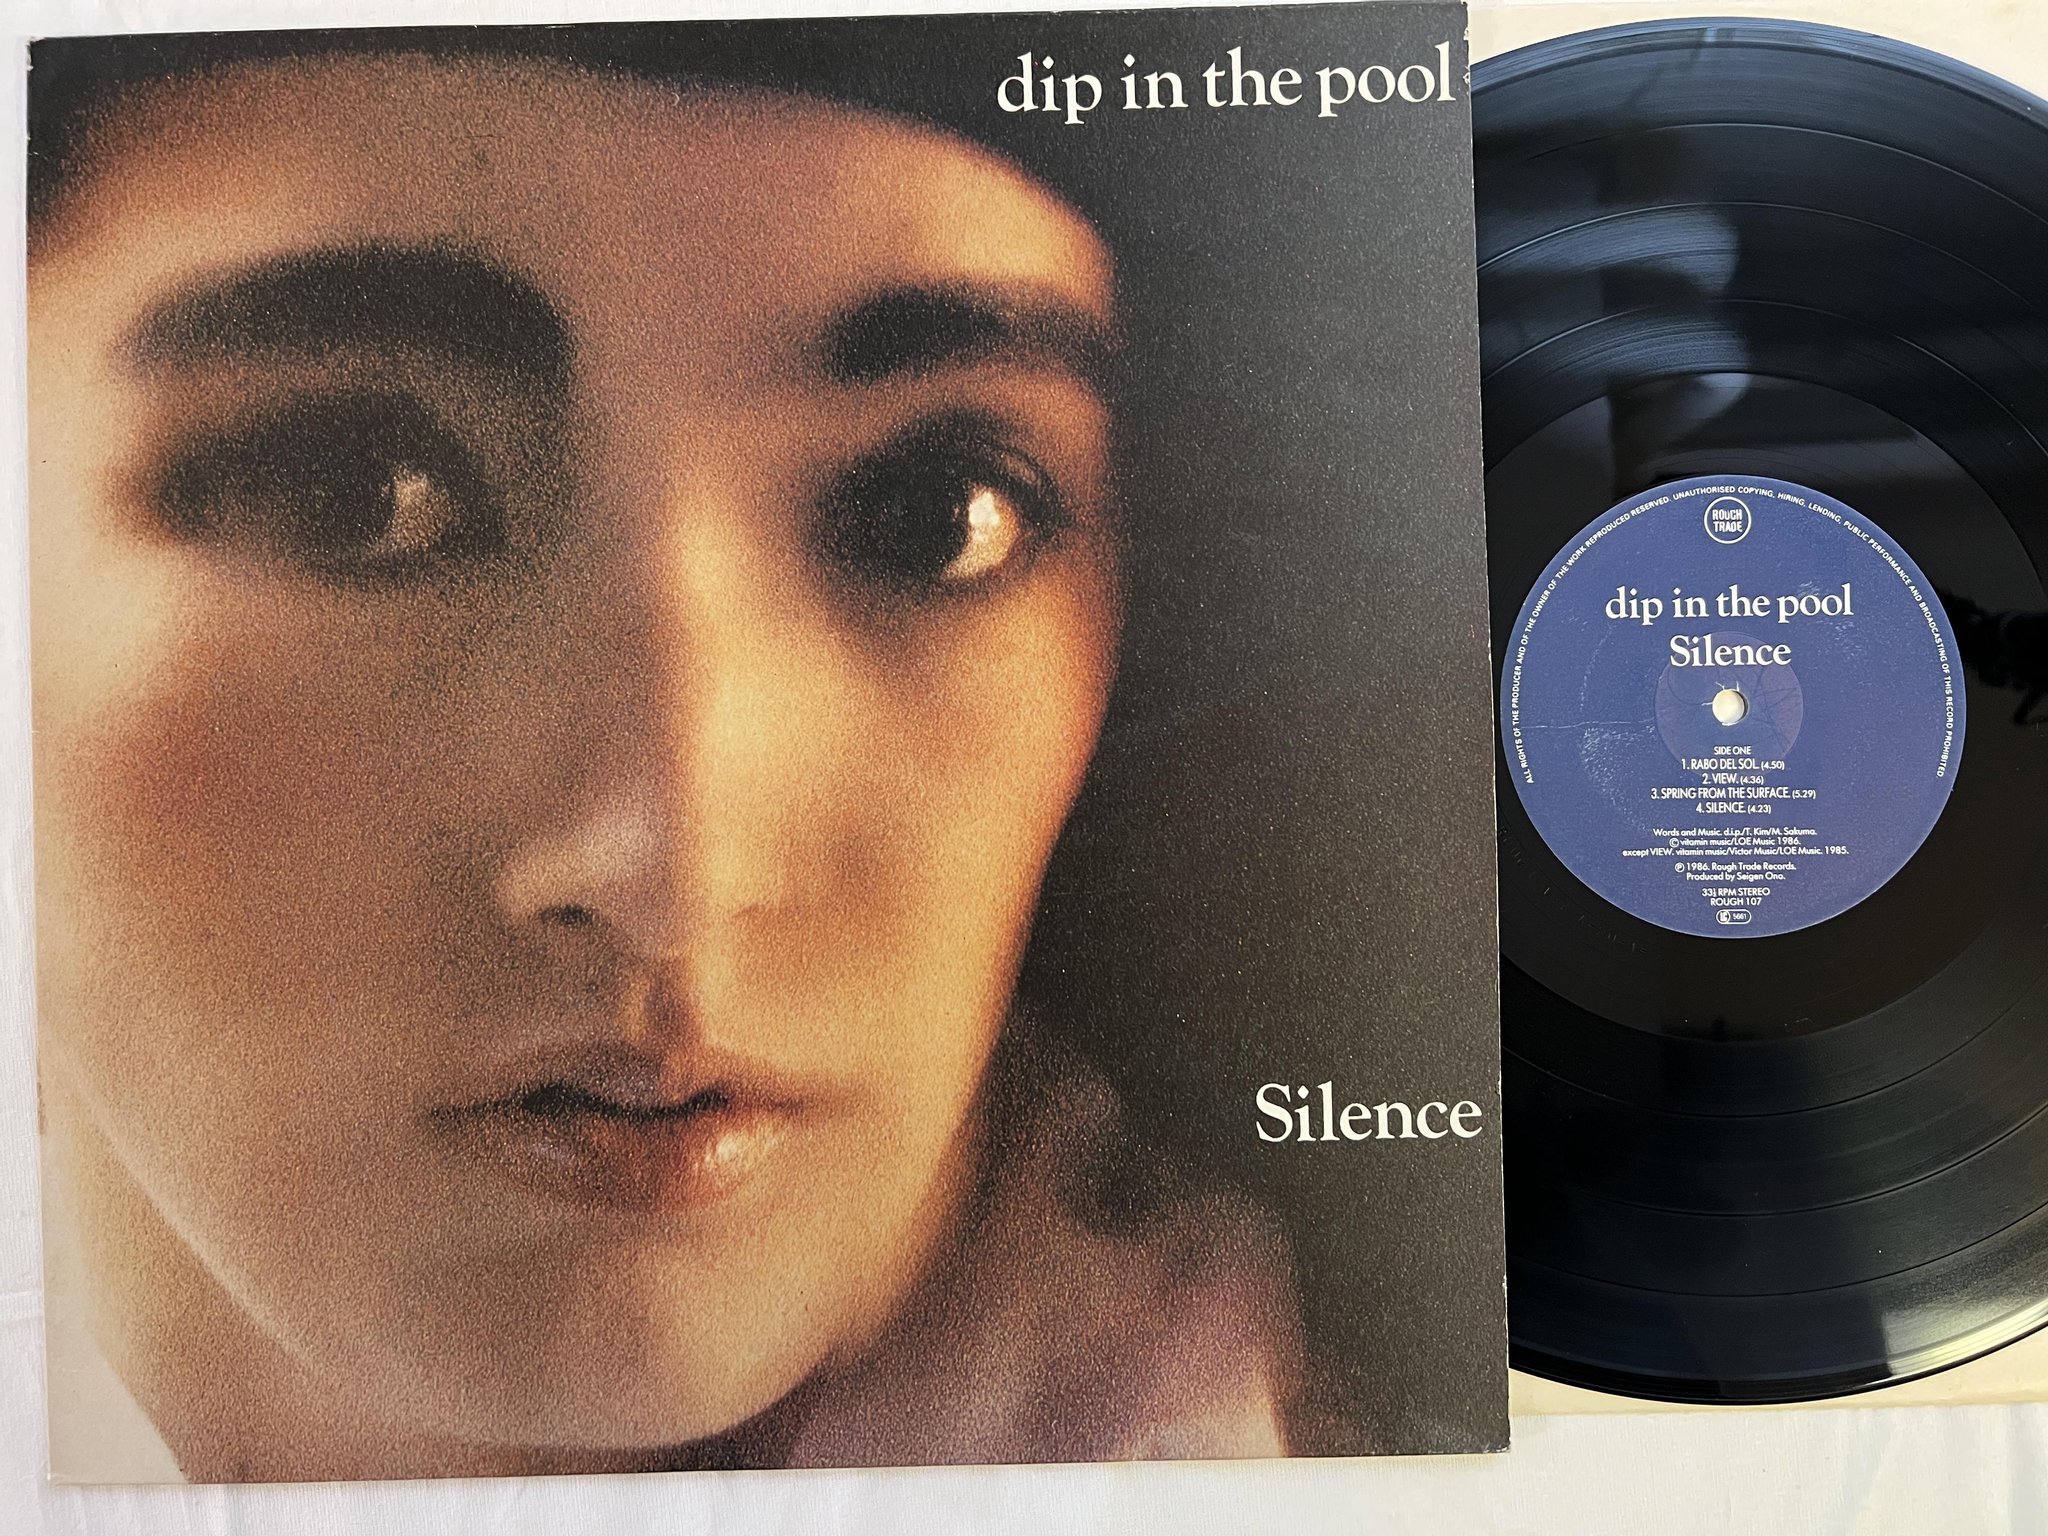 dip in the pool
Silence
ALL RIGHTS OF THE PRODUCER AND OF THE OWNER OF THE WORK REPRODUCED RESERVED. UNAUTHORISED COPYING, HIRING, LENDING, PUBLIC PERFORMANCE AND BROADCASTING OF THIS RECORD PROHIBITED.
ROUGH
TRADE
dip in the pool
Silence
SIDE ONE
1. RABO DEL SOL. (4.50)
2. VIEW. (4.36)
3. SPRING FROM THE SURFACE. (5.29)
4. SILENCE. (4.23)
Words and Music. d.i.p./T. Kim/M. Sakuma.
© vitamin music/LOE Music 1986.
except VIEW. vitamin music/Victor Music/LOE Music. 1985.
℗ 1986. Rough Trade Records.
Produced by Seigen Ono.
33⅓ RPM STEREO
ROUGH 107
LC 5661